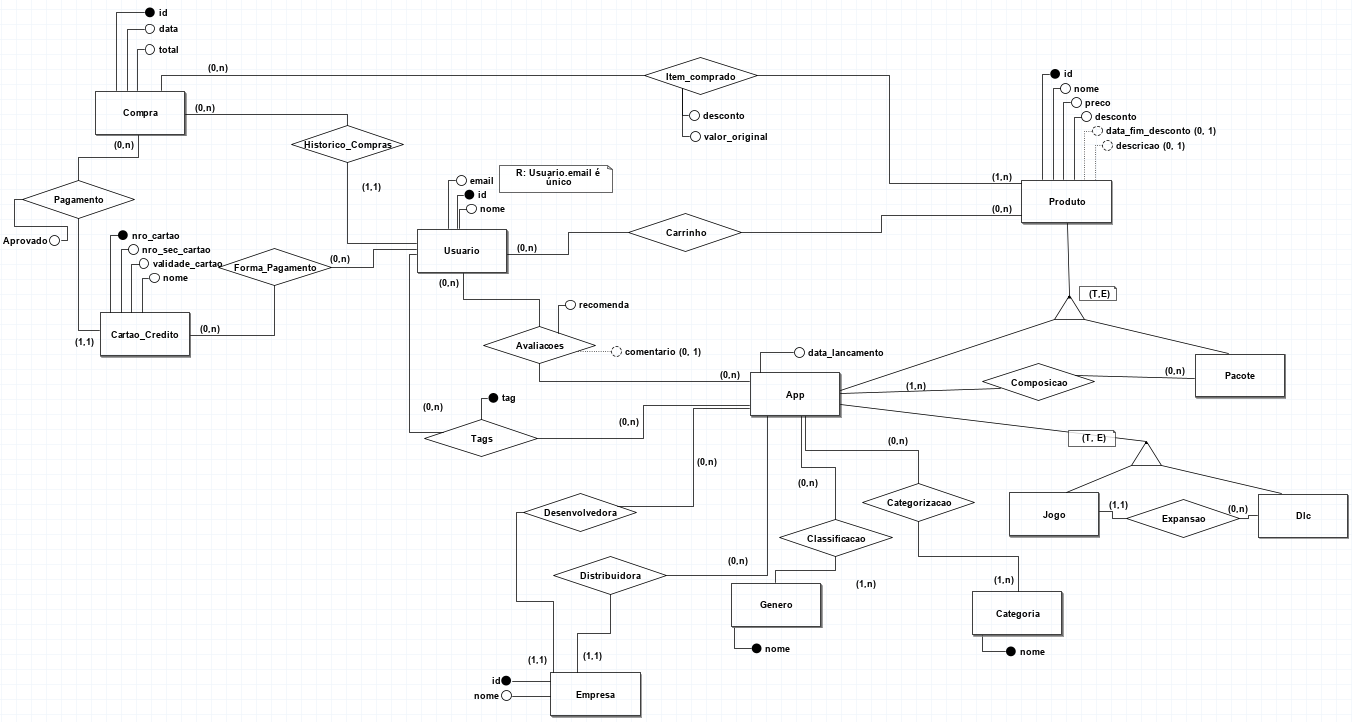 id
data
total
(0,n)
Item_comprado
id
nome
preco
desconto
data_fim_desconto (0, 1)
descricao (0, 1)
Compra
(0,n)
desconto
valor_original
(0,n)
Historico_Compras
(1,1)
R: Usuario.email é
único
email
id
nome
(1,n)
Produto
(0,n)
Pagamento
Aprovado
nro_cartao
nro_sec_cartao
validade_cartao
nome
Forma_Pagamento
(0,n)
Usuario
(0,n)
Carrinho
(0,n)
(T,E)
Cartao_Credito
(1,1)
(0,n)
recomenda
Avaliacoes
comentario (0, 1)
data_lancamento
(0,n)
App
(1,n)
Composicao
(0,n)
Pacote
tag
(0,n)
Tags
(0,n)
(T, E)
(0,n)
(0,n)
(0,n)
Desenvolvedora
Categorizacao
Jogo
(1,1)
Expansao
(0,n)
Dlc
Classificacao
(0,n)
Distribuidora
(1,n)
(1,n)
Genero
Categoria
nome
nome
(1,1)
(1,1)
id
nome
Empresa